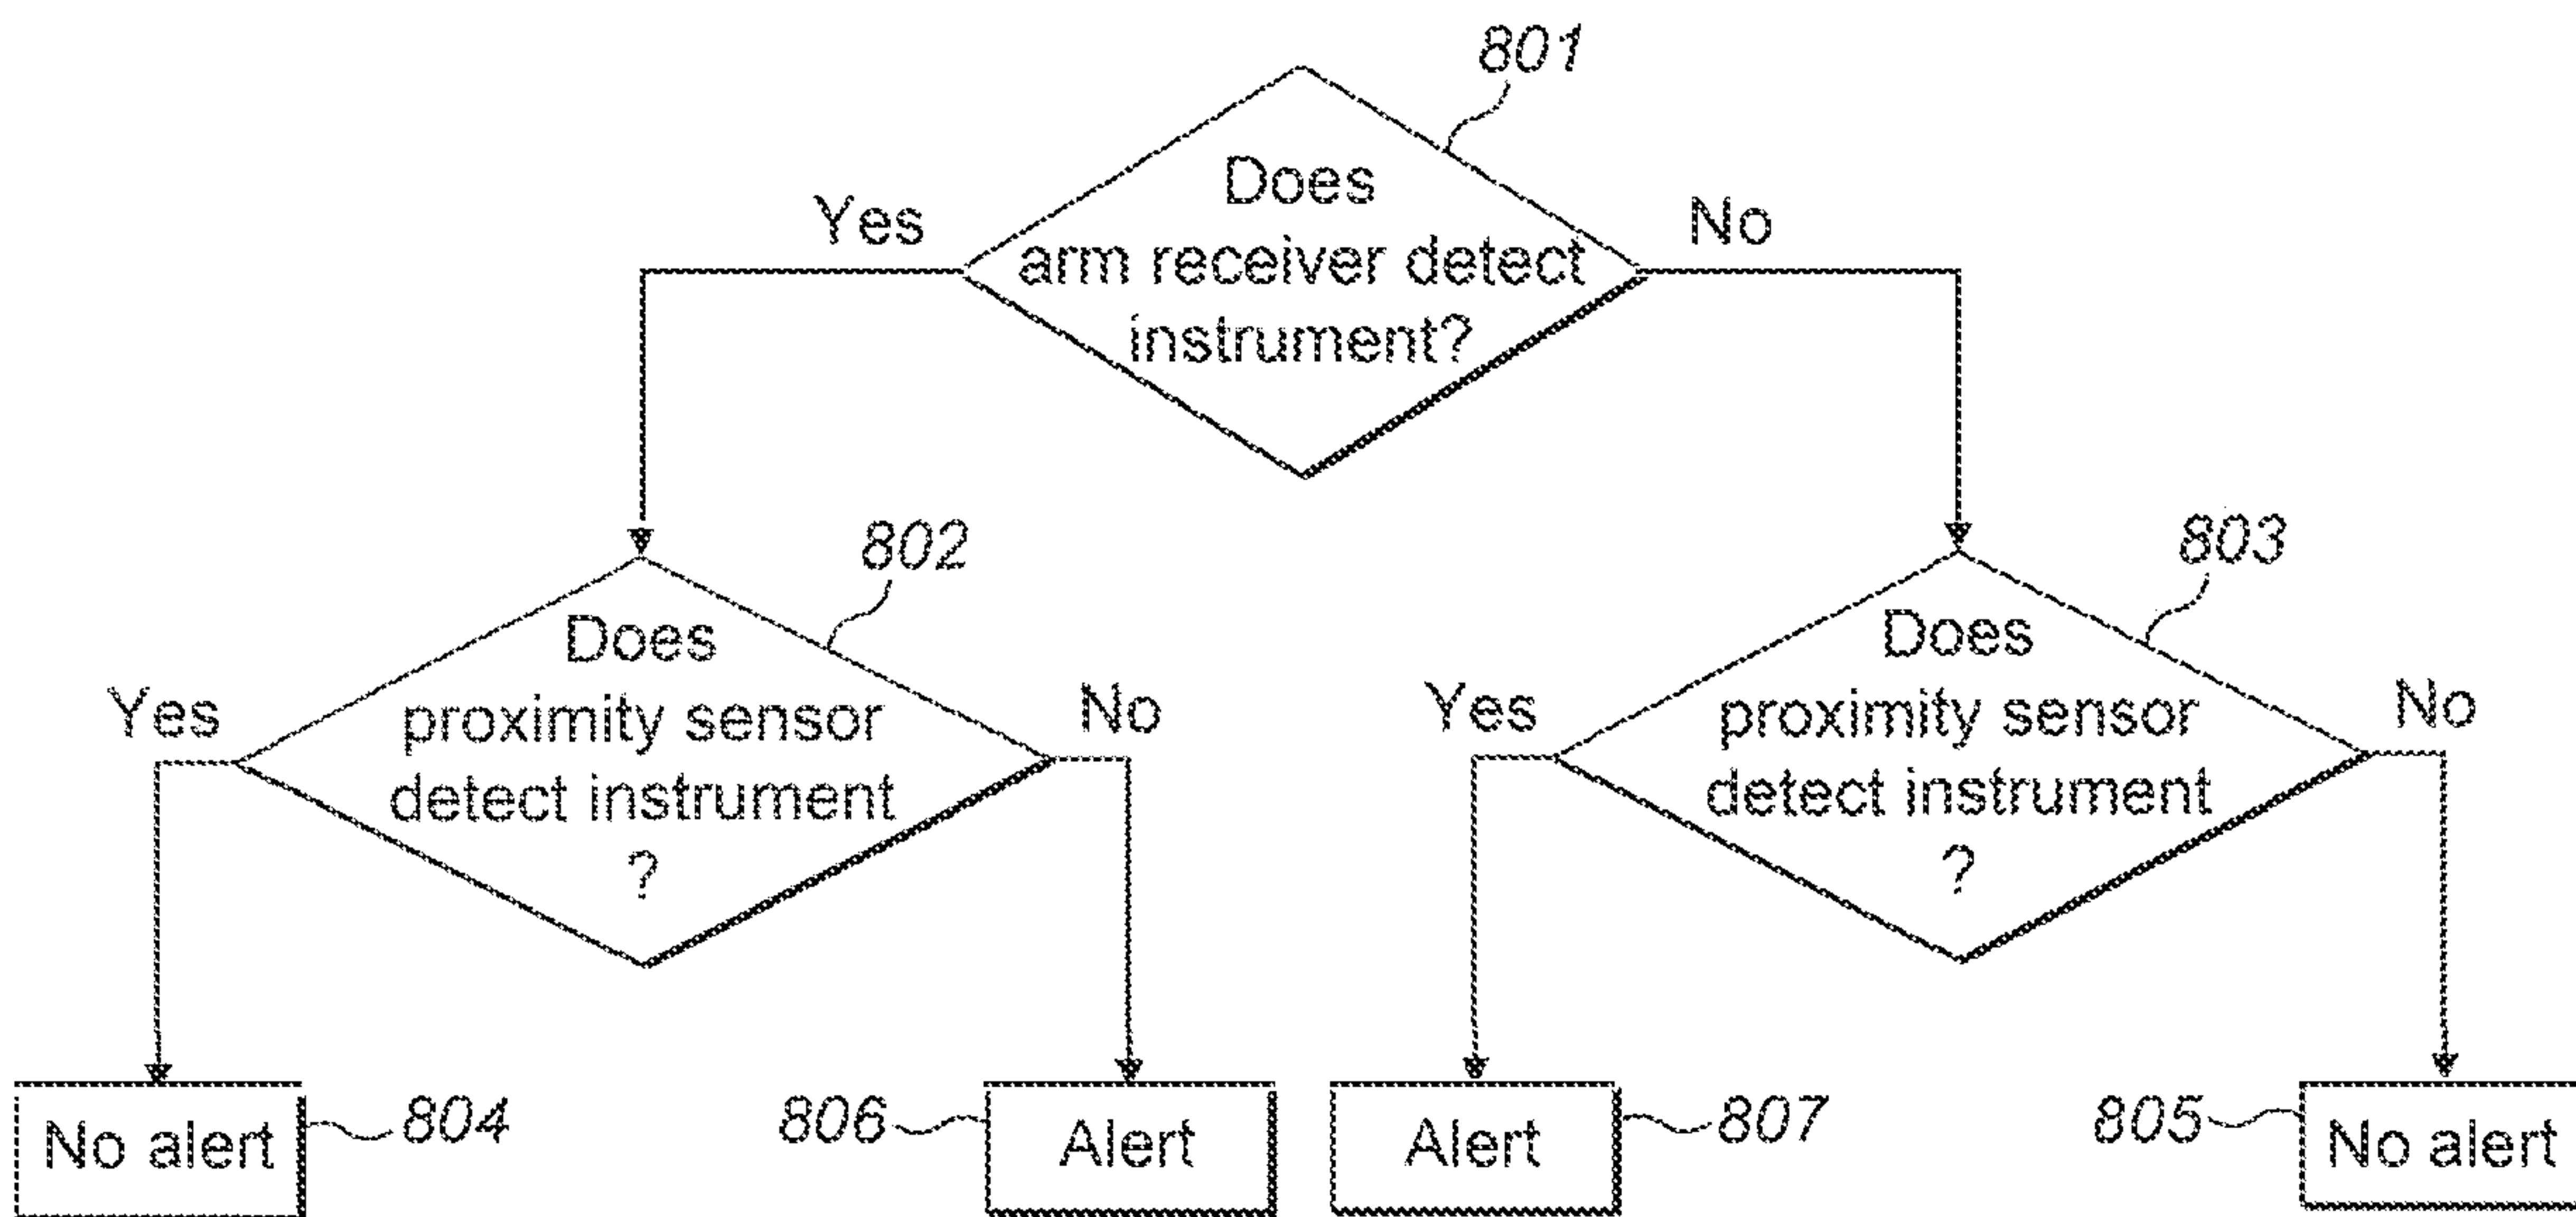 801
Does
arm receiver detect
instrument?
Yes
No
802
Does
proximity sensor
detect instrument
?
Yes
No
803
Does
proximity sensor
detect instrument
?
Yes
No
No alert
804
806
Alert
Alert
807
805
No alert